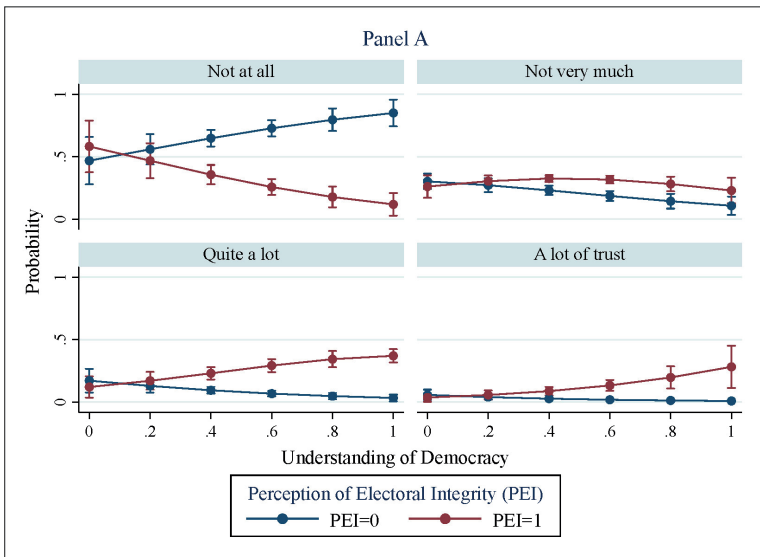 Panel A
Not at all
Not very much
1
.5
0
Quite a lot
A lot of trust
1
.5
0
Probability
0 .2 .4 .6 .8 1
0 .2 .4 .6 .8 1
Understanding of Democracy
Perception of Electoral Integrity (PEI)
PEI=0 PEI=1